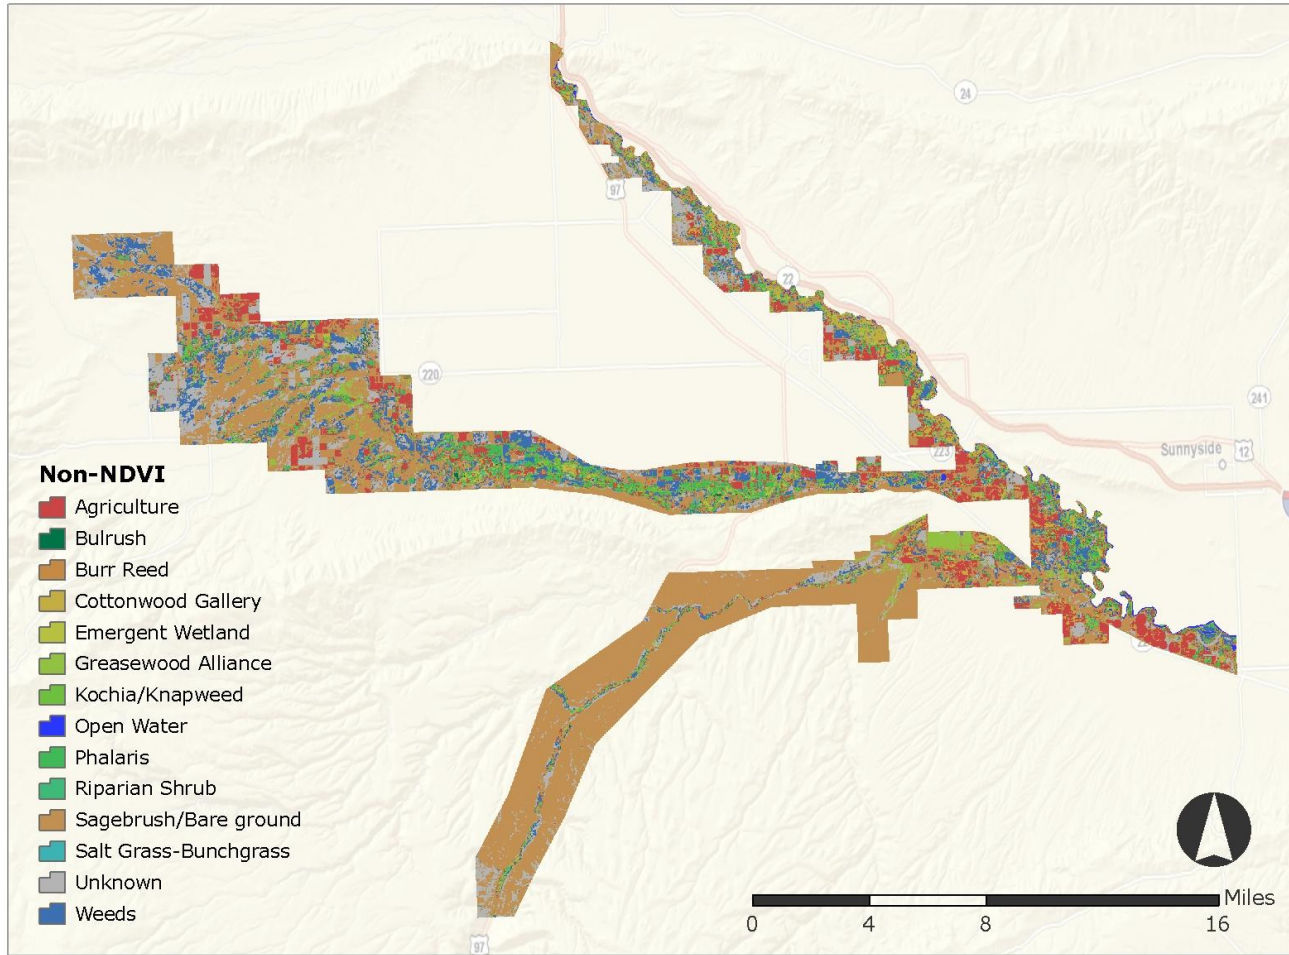 24
97
22
220
241
Sunnyside
12
223
Non-NDVI
Agriculture
Bulrush
Burr Reed
Cottonwood Gallery
Emergent Wetland
Greasewood Alliance
Kochia/Knapweed
Open Water
Phalaris
Riparian Shrub
Sagebrush/Bare ground
Salt Grass-Bunchgrass
Unknown
Weeds
Miles
0 4 8 16
97